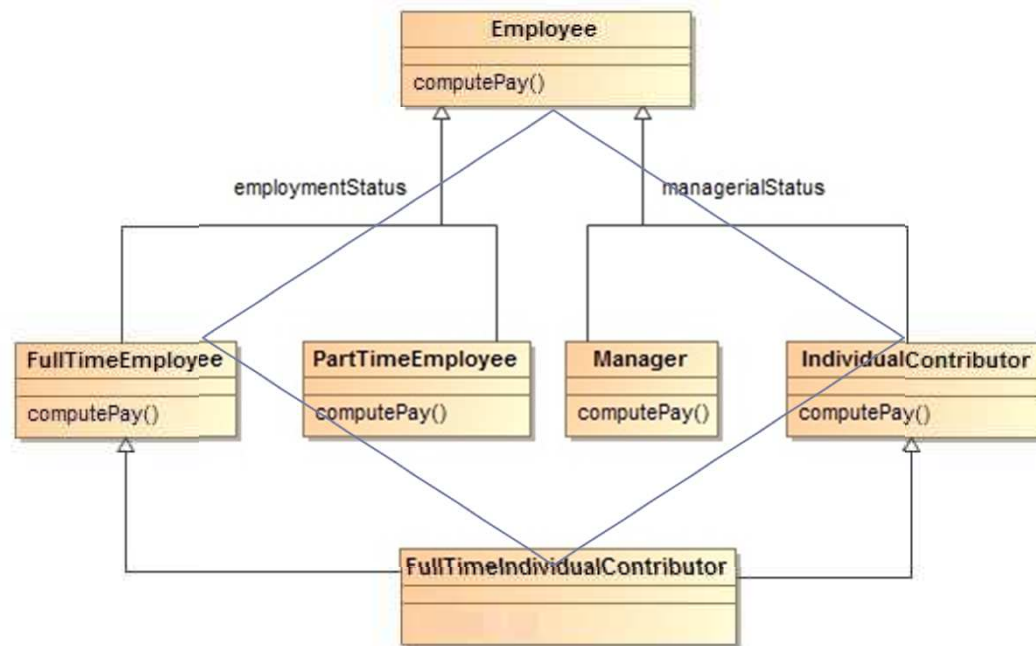 Employee
computePay()
employmentStatus
managerialStatus
FullTimeEmployee
computePay()
PartTimeEmployee
computePay()
Manager
computePay()
IndividualContributor
computePay()
FullTimeIndividualContributor